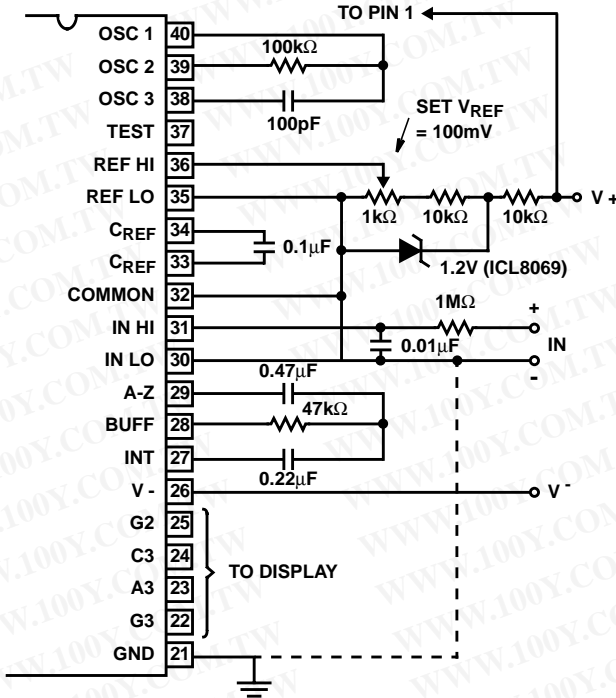 TO PIN 1
OSC 1 40
100kΩ
OSC 2 39
OSC 3 38
100pF
SET VREF
= 100mV
TEST 37
REF HI 36
REF LO 35
1kΩ 10kΩ 10kΩ
V +
CREF 34
0.1µF
CREF 33
1.2V (ICL8069)
COMMON 32
1MΩ
+
IN HI 31
0.01µF
IN
IN LO 30
-
0.47µF
A-Z 29
47kΩ
BUFF 28
INT 27
0.22µF
V - 26
V -
G2 25
C3 24
TO DISPLAY
A3 23
G3 22
GND 21
WWW.100Y.COM.TW